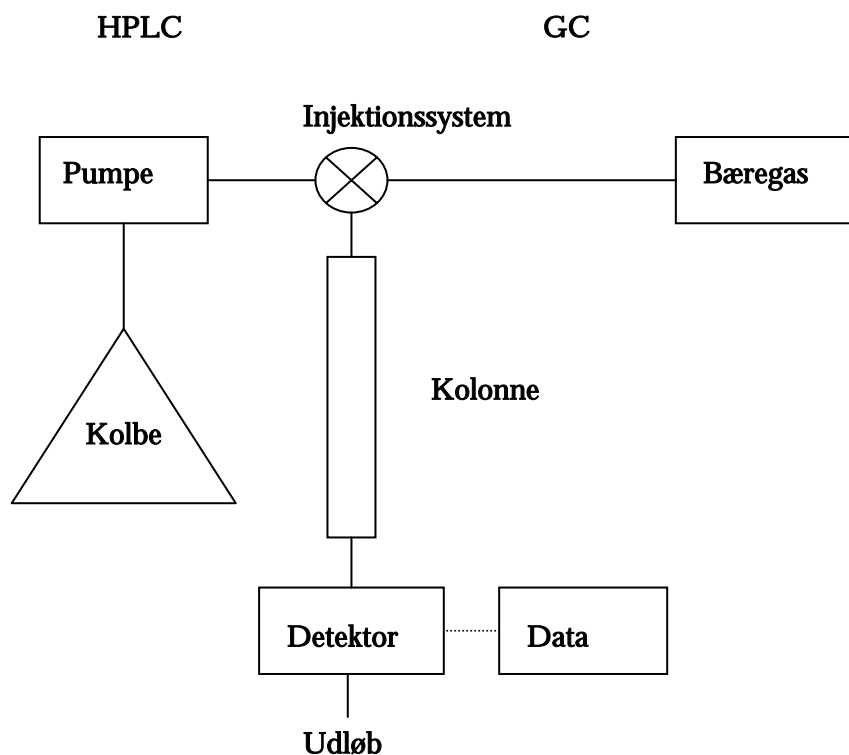 HPLC
GC
Injektionssystem
Pumpe
Bæregas
Kolonne
Kolbe
Detektor
Data
Udløb